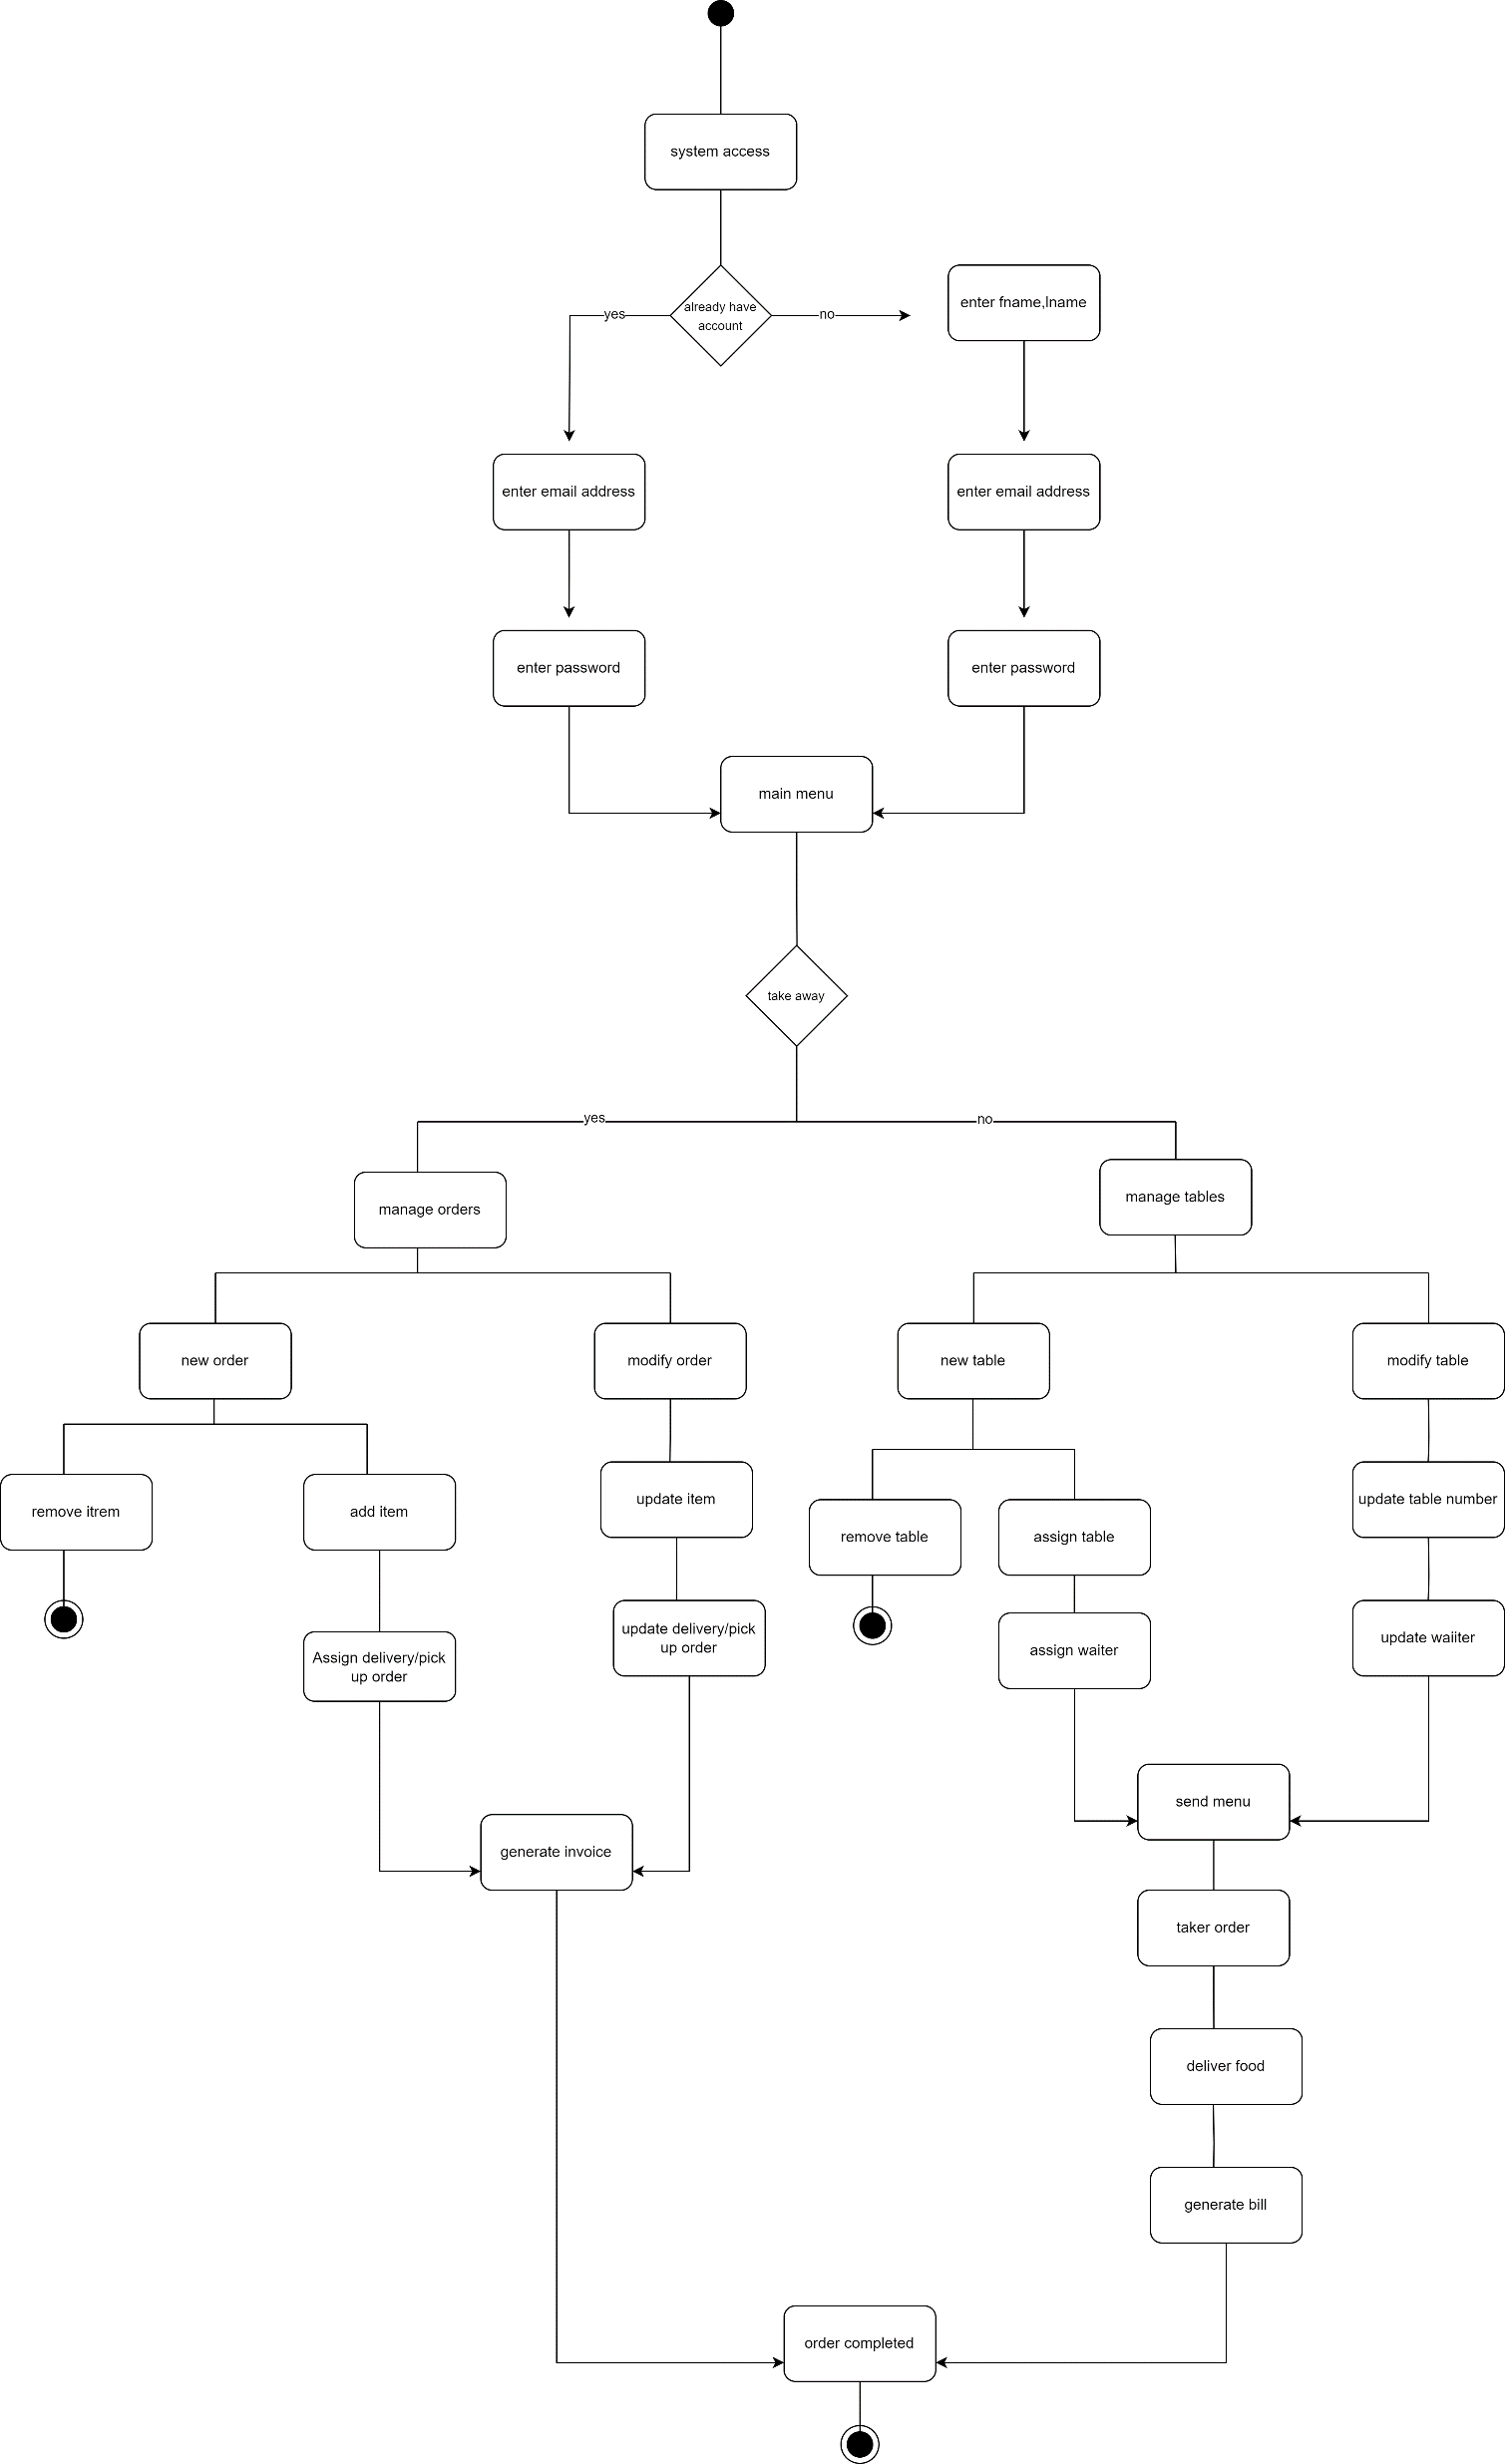 system access
already have
account
yes
no
enter fname,lname
enter email address
enter email address
enter password
enter password
main menu
take away
yes
no
manage orders
manage tables
new order
modify order
new table
modify table
remove itrem
add item
update item
remove table
assign table
update table number
Assign delivery/pick
up order
update delivery/pick
up order
assign waiter
update waiiter
generate invoice
send menu
taker order
deliver food
generate bill
order completed